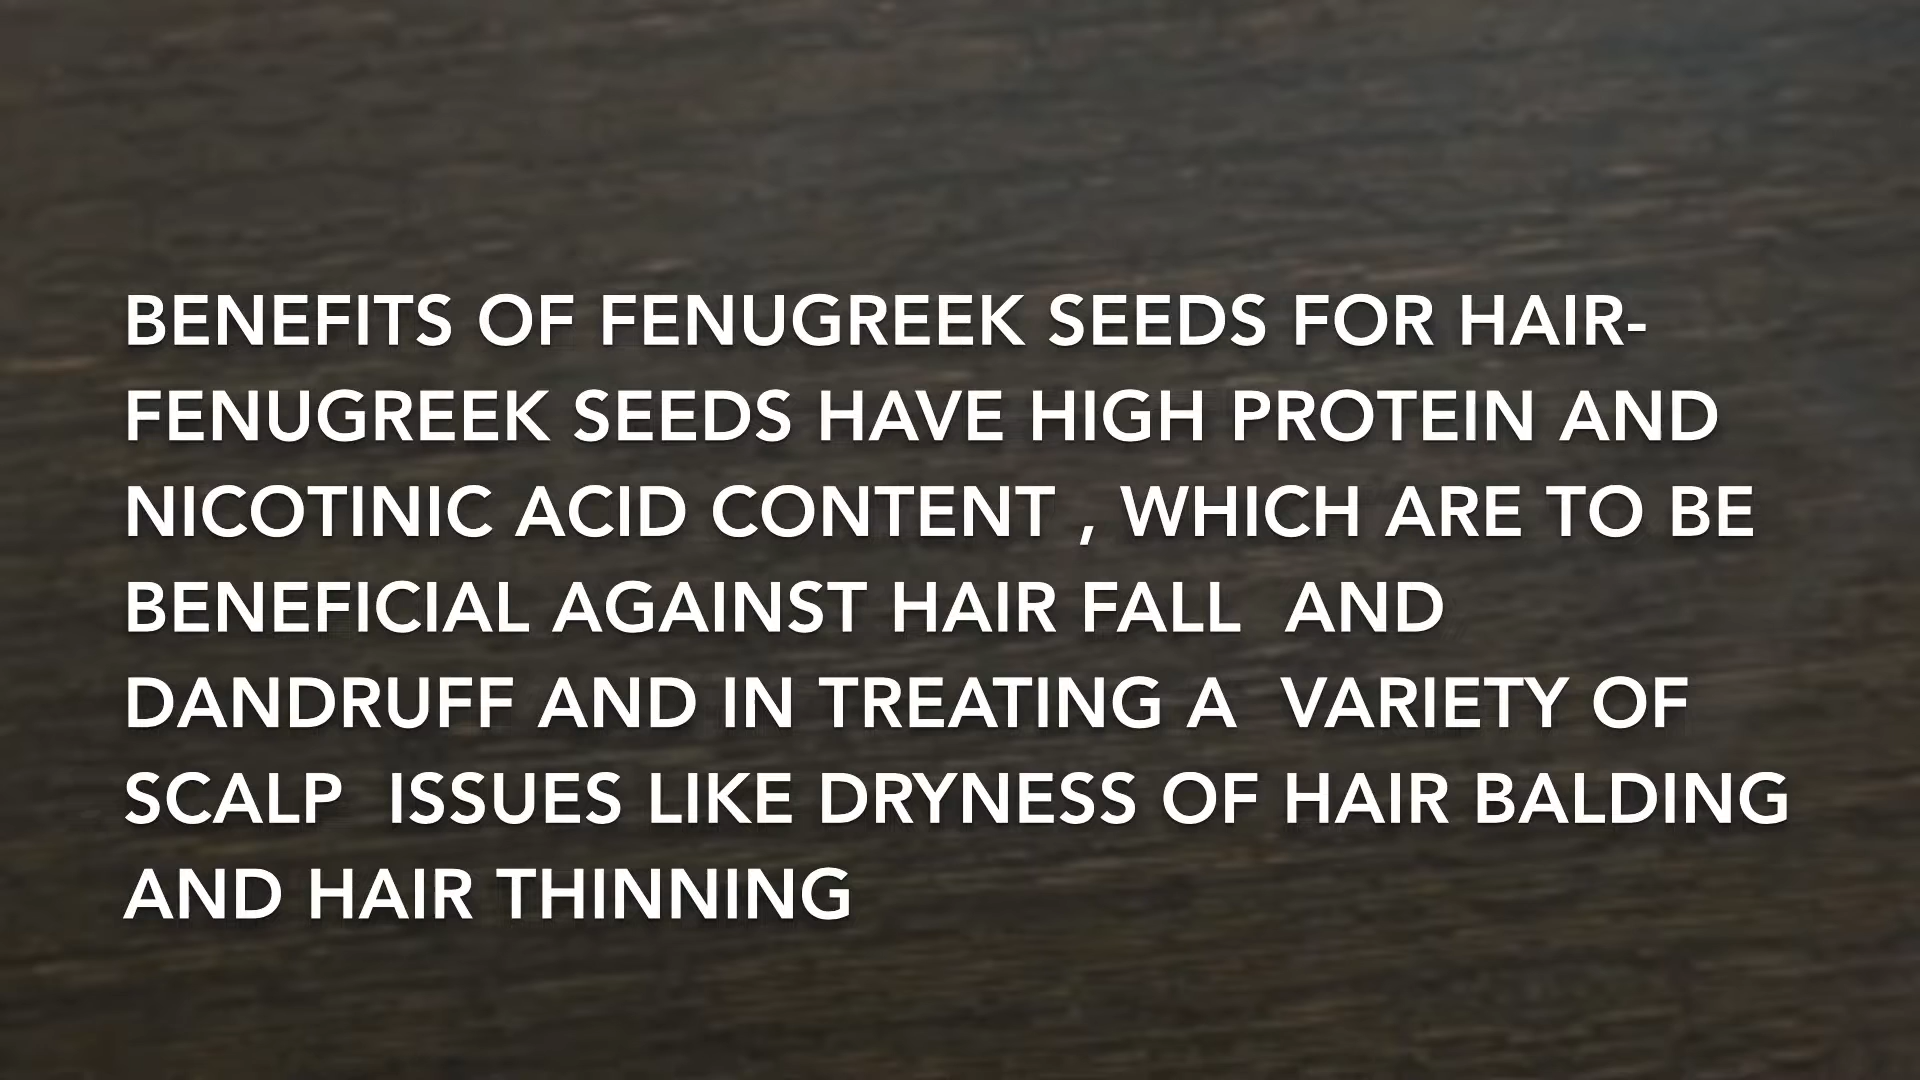 BENEFITS OF FENUGREEK SEEDS FOR HAIR-
FENUGREEK SEEDS HAVE HIGH PROTEIN AND
NICOTINIC ACID CONTENT , WHICH ARE TO BE
BENEFICIAL AGAINST HAIR FALL  AND
DANDRUFF AND IN TREATING A  VARIETY OF
SCALP  ISSUES LIKE DRYNESS OF HAIR BALDING
AND HAIR THINNING